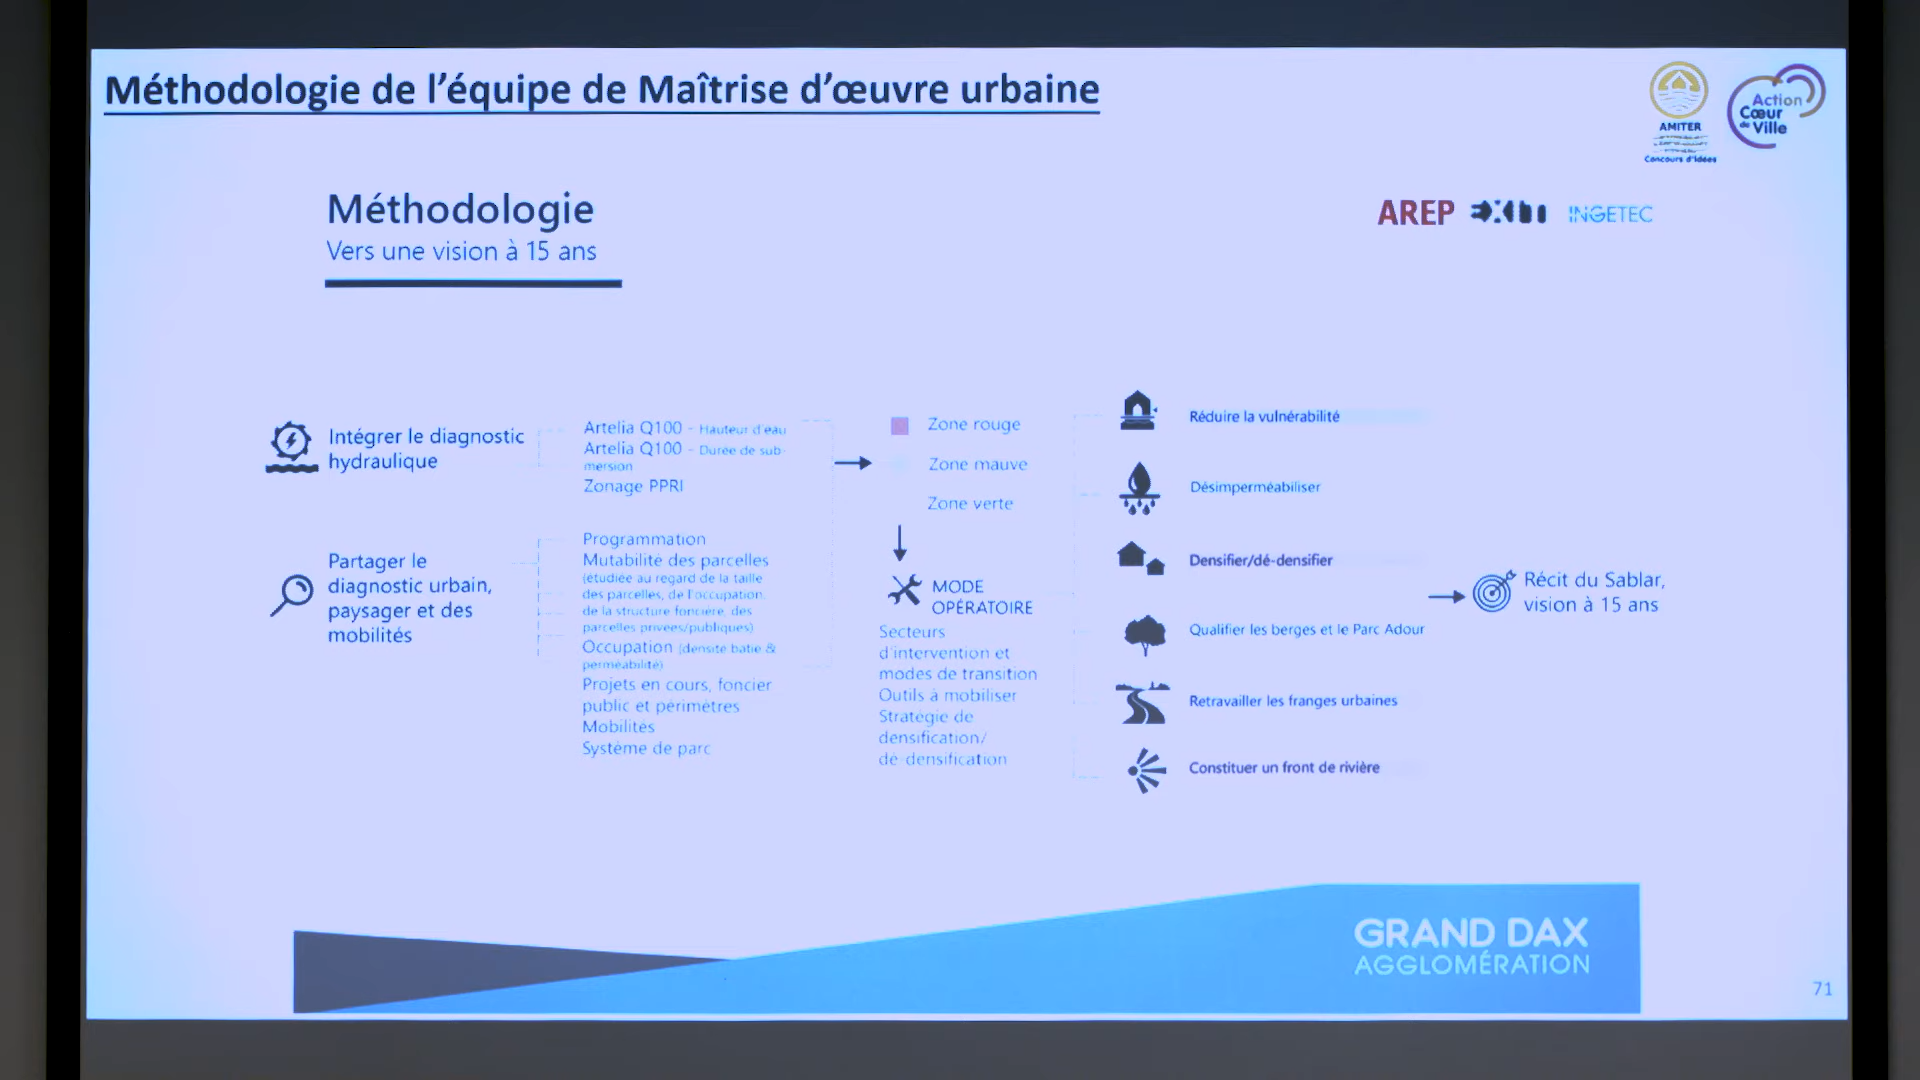 Méthodologie de l’équipe de Maîtrise d’œuvre urbaine
AMITER
Concours d'idées
Action
Cœur
de Ville
Méthodologie
Vers une vision à 15 ans
AREP
INGETEC
Intégrer le diagnostic
hydraulique
Artelia Q100 - Hauteur d'eau
Artelia Q100 - Durée de sub-
mersion
Zonage PPRI
Partager le
diagnostic urbain,
paysager et des
mobilités
Programmation
Mutabilité des parcelles
(étudiée au regard de la taille
des parcelles, de l'occupation,
de la structure foncière, des
parcelles privées/publiques)
Occupation (densité bâtie &
perméabilité)
Projets en cours, foncier
public et périmètres
Mobilités
Système de parc
Zone rouge
Zone mauve
Zone verte
MODE
OPÉRATOIRE
Secteurs
d'intervention et
modes de transition
Outils à mobiliser
Stratégie de
densification/
dé-densification
Réduire la vulnérabilité
Désimperméabiliser
Densifier/dé-densifier
Qualifier les berges et le Parc Adour
Retravailler les franges urbaines
Constituer un front de rivière
Récit du Sablar,
vision à 15 ans
GRAND DAX
AGGLOMÉRATION
71